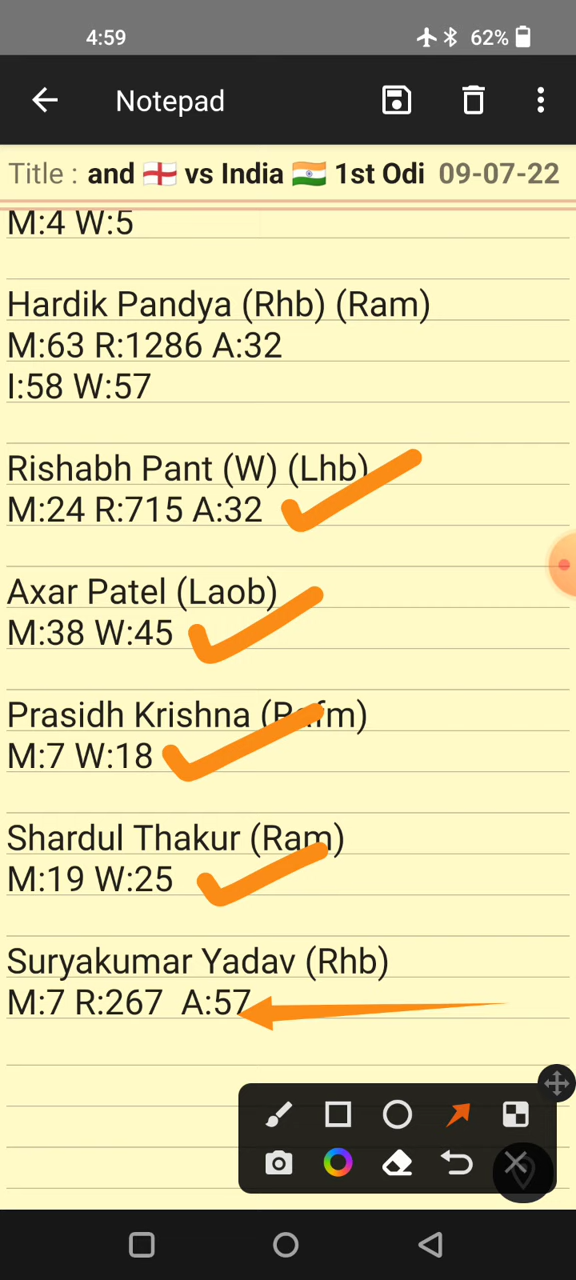 4:59 62%
Notepad
Title : and 🏴󠁧󠁢󠁥󠁮󠁧󠁿 vs India 🇮🇳 1st Odi 09-07-22
M:4 W:5
Hardik Pandya (Rhb) (Ram)
M:63 R:1286 A:32
I:58 W:57
Rishabh Pant (W) (Lhb)
M:24 R:715 A:32
Axar Patel (Laob)
M:38 W:45
Prasidh Krishna (Rafm)
M:7 W:18
Shardul Thakur (Ram)
M:19 W:25
Suryakumar Yadav (Rhb)
M:7 R:267 A:57